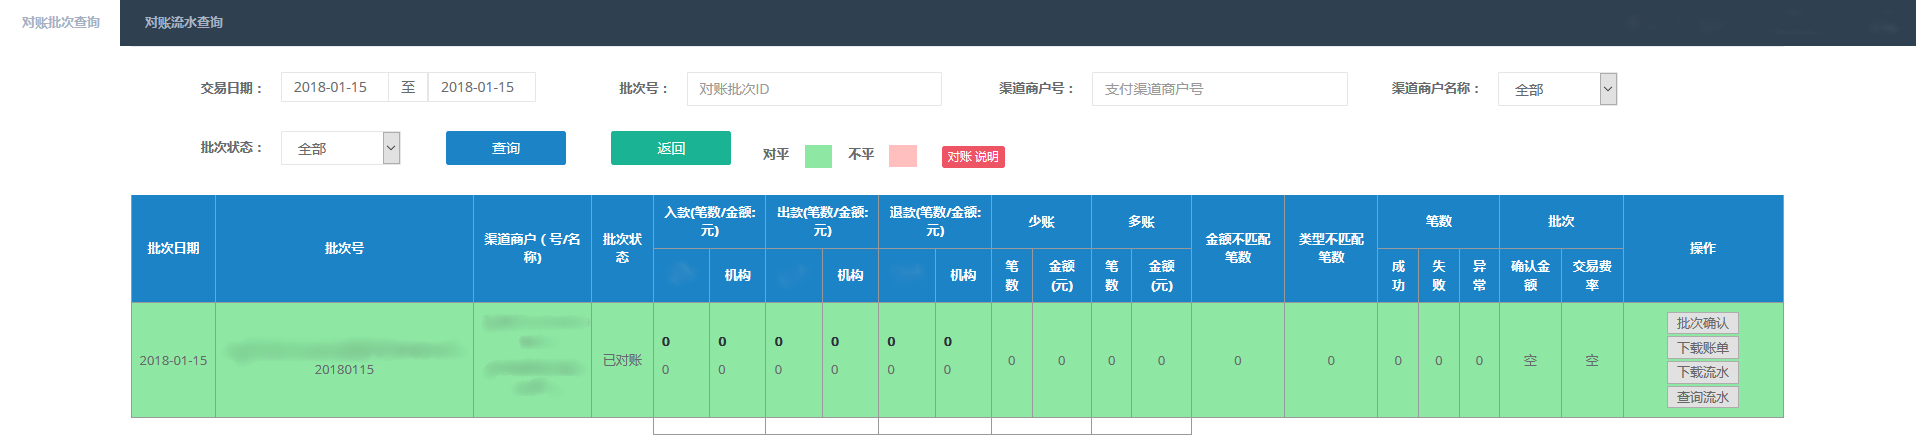 对账批次查询 对账流水查询
交易日期： 2018-01-15 至 2018-01-15 批次号： 对账批次ID 渠道商户号： 支付渠道商户号 渠道商户名称： 全部
批次状态： 全部 查询 返回 对平 不平 对账 说明
批次日期 批次号 渠道商户（号/名称) 批次状态 入款(笔数/金额:元) 出款(笔数/金额:元) 退款(笔数/金额:元) 少账 多账 金额不匹配笔数 类型不匹配笔数 笔数 批次 操作
机构 机构 机构 笔数 金额(元) 笔数 金额(元) 成功 失败 异常 确认金额 交易费率
0 0 0 0 0 0
2018-01-15 已对账 0 0 0 0 0 0 0 0 0 空 空
20180115 0 0 0 0 0 0
批次确认
下载账单
下载流水
查询流水